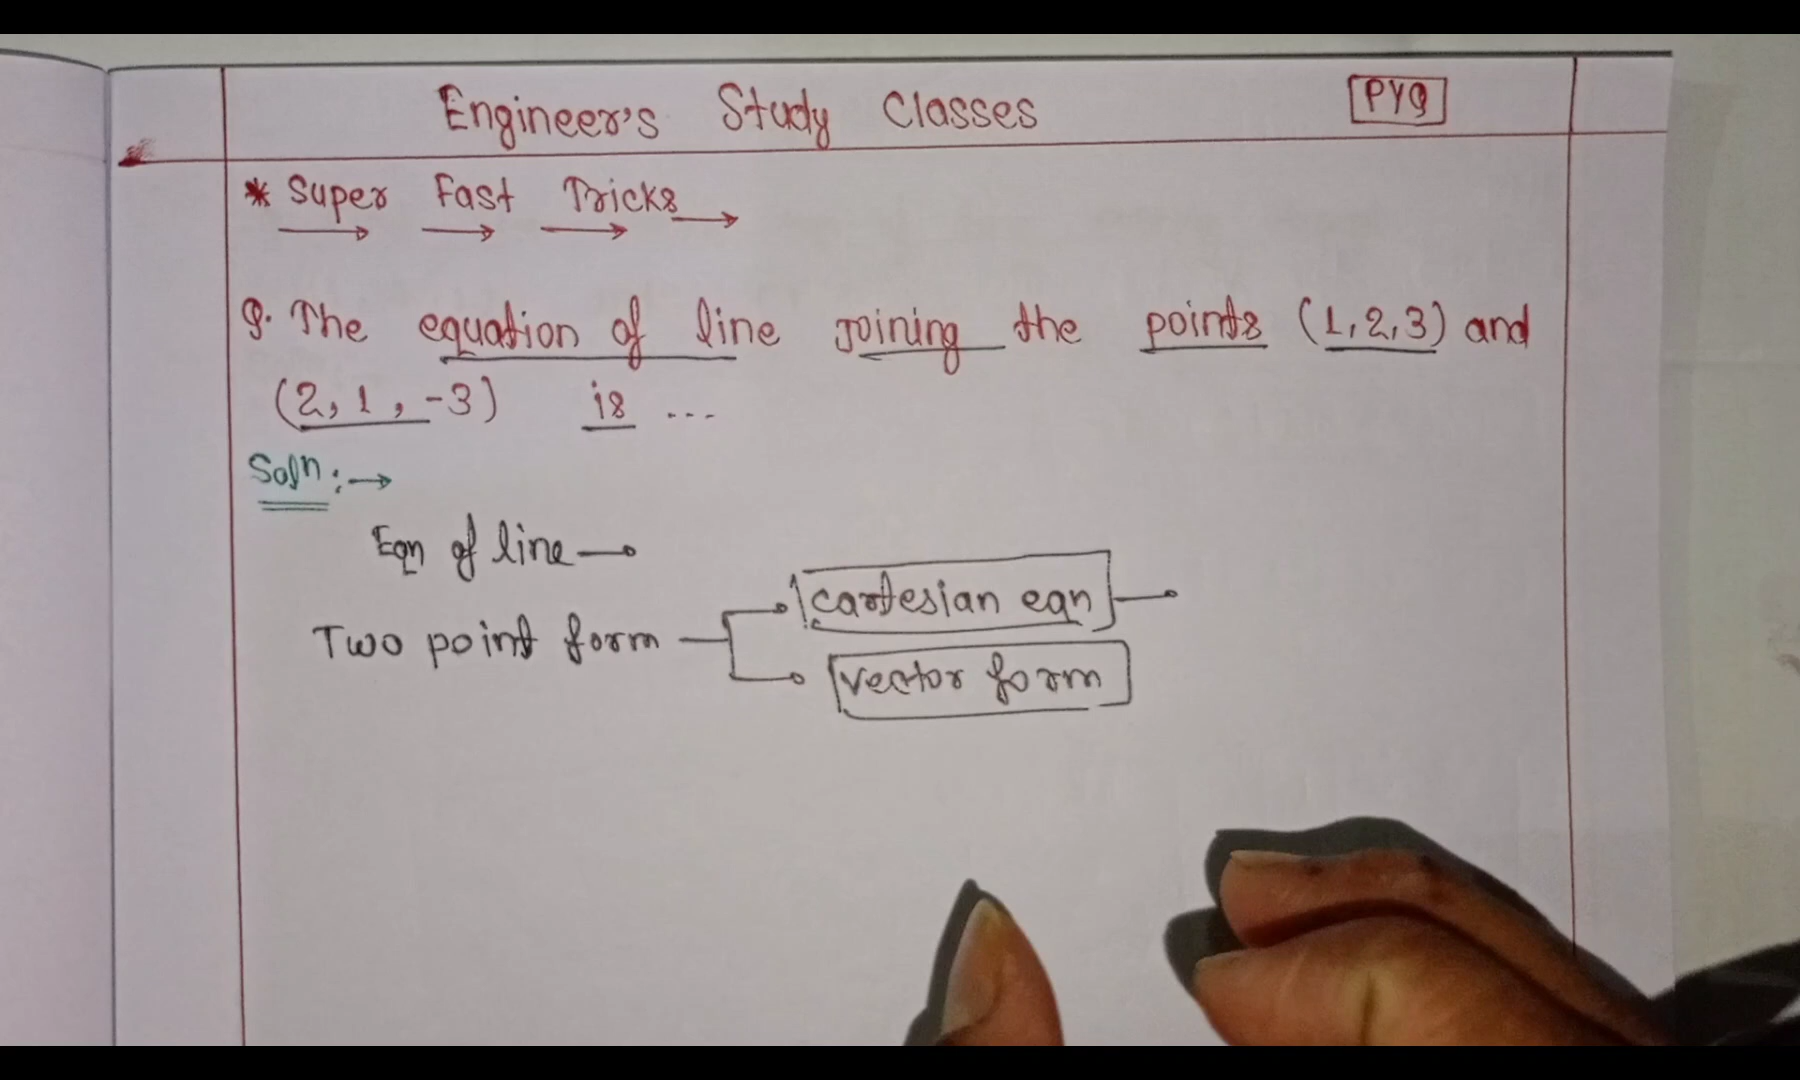 Engineer's Study Classes
PYQ
* Super Fast Tricks →
Q. The equation of line Joining the points (1,2,3) and
(2, 1, -3) is ...
Soln :→
Eqn of line
cartesian eqn
Two point form
vector form